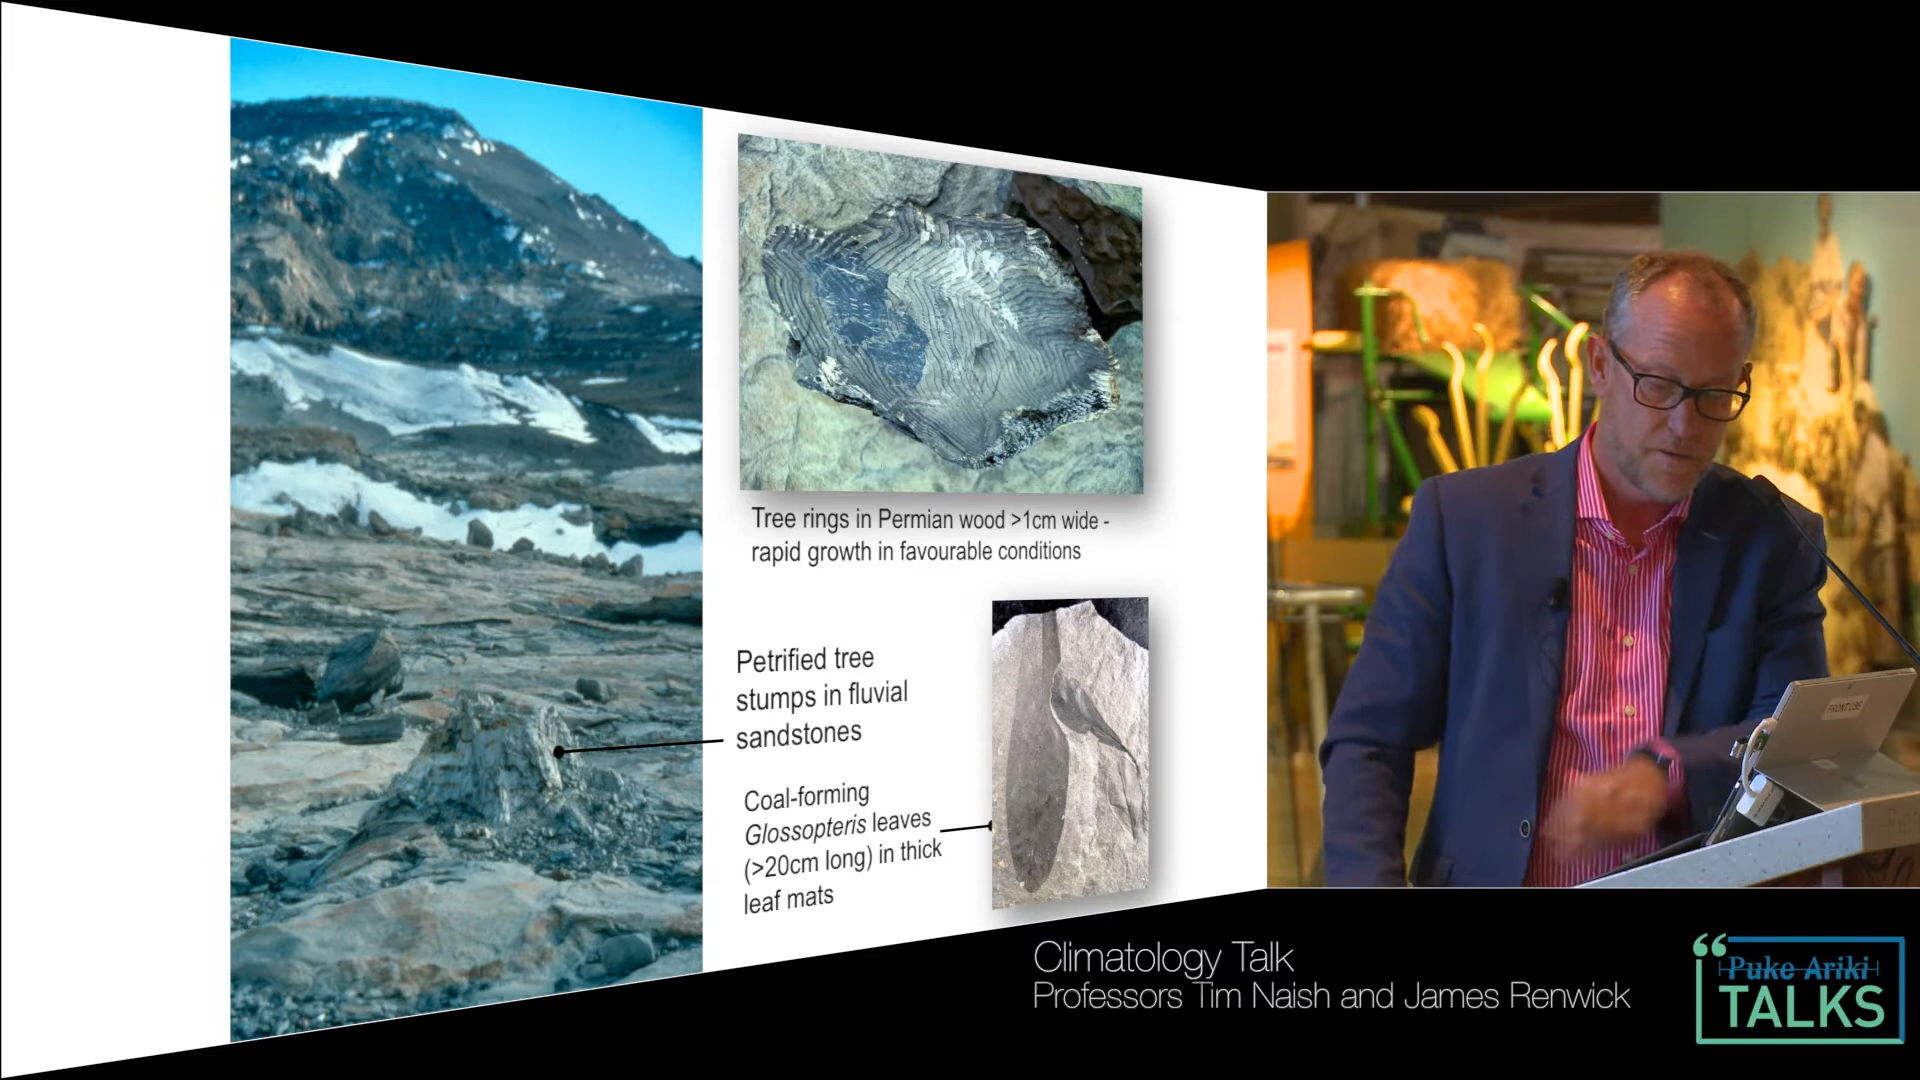 Tree rings in Permian wood >1cm wide -
rapid growth in favourable conditions
Petrified tree
stumps in fluvial
sandstones
Coal-forming
Glossopteris leaves
(>20cm long) in thick
leaf mats
FRONT USE
Climatology Talk
Professors Tim Naish and James Renwick
Puke Ariki
TALKS